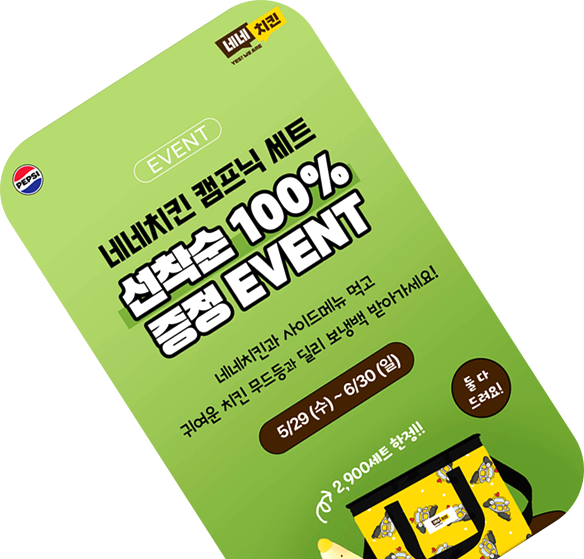 네네 치킨
YES! WE ARE
PEPSI
EVENT
네네치킨 캠프닉 세트
선착순 100%
증정 EVENT
네네치킨과 사이드메뉴 먹고
귀여운 치킨 무드등과 딜리 보냉백 받아가세요!
5/29 (수) ~ 6/30 (일)
둘 다
드려요!
2,900세트 한정!!